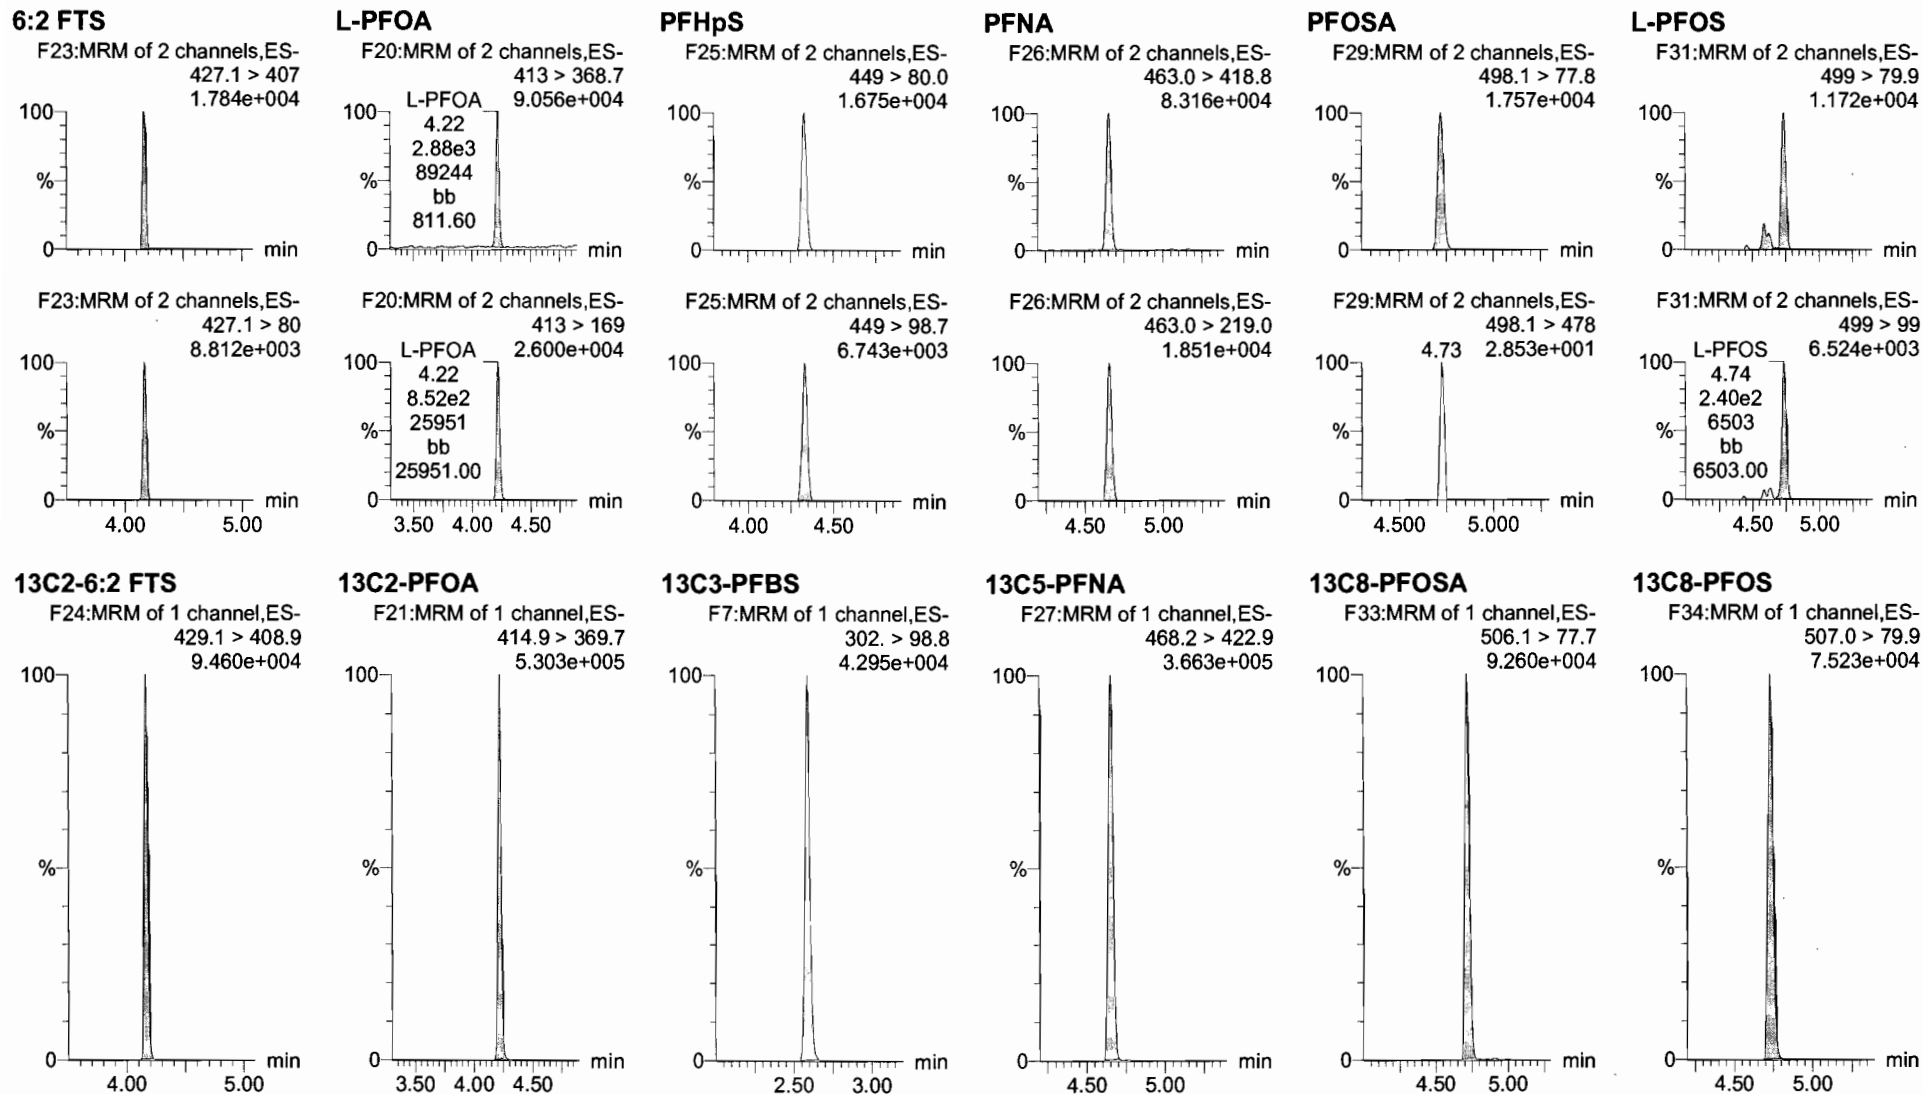 6:2 FTS
F23:MRM of 2 channels,ES-
427.1 > 407
1.784e+004
100
%
0
min
L-PFOA
F20:MRM of 2 channels,ES-
413 > 368.7
9.056e+004
L-PFOA
4.22
2.88e3
89244
bb
811.60
100
%
0
min
PFHpS
F25:MRM of 2 channels,ES-
449 > 80.0
1.675e+004
100
%
0
min
PFNA
F26:MRM of 2 channels,ES-
463.0 > 418.8
8.316e+004
100
%
0
min
PFOSA
F29:MRM of 2 channels,ES-
498.1 > 77.8
1.757e+004
100
%
0
min
L-PFOS
F31:MRM of 2 channels,ES-
499 > 79.9
1.172e+004
100
%
0
min
F23:MRM of 2 channels,ES-
427.1 > 80
8.812e+003
100
%
0
min
4.00 5.00
F20:MRM of 2 channels,ES-
413 > 169
2.600e+004
L-PFOA
4.22
8.52e2
25951
bb
25951.00
100
%
0
min
3.50 4.00 4.50
F25:MRM of 2 channels,ES-
449 > 98.7
6.743e+003
100
%
0
min
4.00 4.50
F26:MRM of 2 channels,ES-
463.0 > 219.0
1.851e+004
100
%
0
min
4.50 5.00
F29:MRM of 2 channels,ES-
498.1 > 478
4.73 2.853e+001
100
%
0
min
4.500 5.000
F31:MRM of 2 channels,ES-
499 > 99
6.524e+003
L-PFOS
4.74
2.40e2
6503
bb
6503.00
100
%
0
min
4.50 5.00
13C2-6:2 FTS
F24:MRM of 1 channel,ES-
429.1 > 408.9
9.460e+004
100
%
0
min
4.00 5.00
13C2-PFOA
F21:MRM of 1 channel,ES-
414.9 > 369.7
5.303e+005
100
%
0
min
3.50 4.00 4.50
13C3-PFBS
F7:MRM of 1 channel,ES-
302. > 98.8
4.295e+004
100
%
0
min
2.50 3.00
13C5-PFNA
F27:MRM of 1 channel,ES-
468.2 > 422.9
3.663e+005
100
%
0
min
4.50 5.00
13C8-PFOSA
F33:MRM of 1 channel,ES-
506.1 > 77.7
9.260e+004
100
%
0
min
4.50 5.00
13C8-PFOS
F34:MRM of 1 channel,ES-
507.0 > 79.9
7.523e+004
100
%
0
min
4.50 5.00